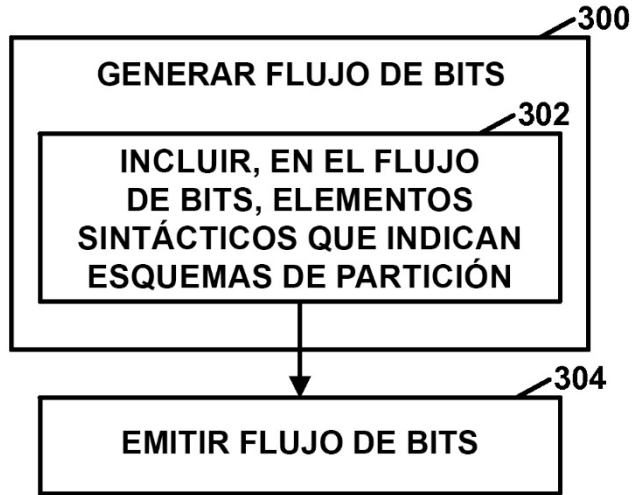 300
GENERAR FLUJO DE BITS
302
INCLUIR, EN EL FLUJO
DE BITS, ELEMENTOS
SINTÁCTICOS QUE INDICAN
ESQUEMAS DE PARTICIÓN
304
EMITIR FLUJO DE BITS